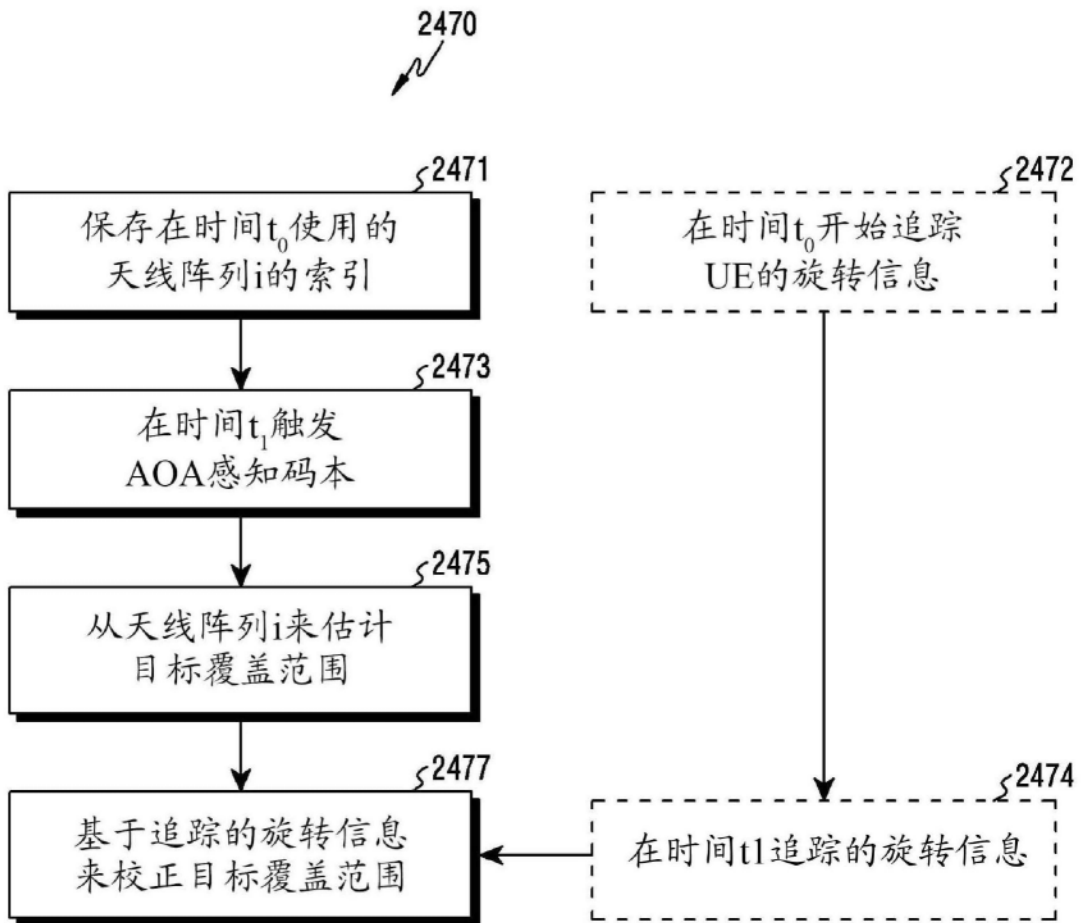 2470
2471
保存在时间t₀使用的
天线阵列i的索引
2472
在时间t₀开始追踪
UE的旋转信息
2473
在时间t₁触发
AOA感知码本
2475
从天线阵列i来估计
目标覆盖范围
2477
基于追踪的旋转信息
来校正目标覆盖范围
2474
在时间t1追踪的旋转信息